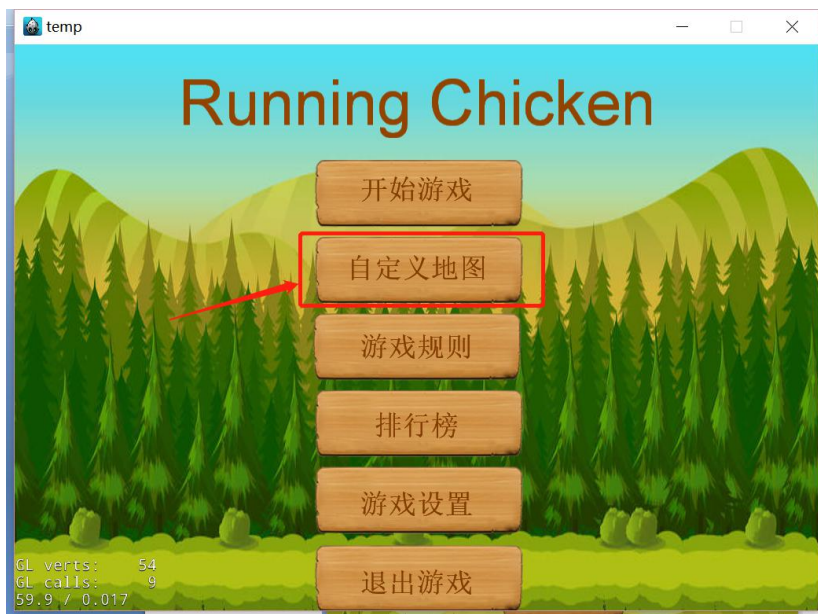 temp
Running Chicken
开始游戏
自定义地图
游戏规则
排行榜
游戏设置
退出游戏
GL verts: 54
GL calls: 9
59.9 / 0.017